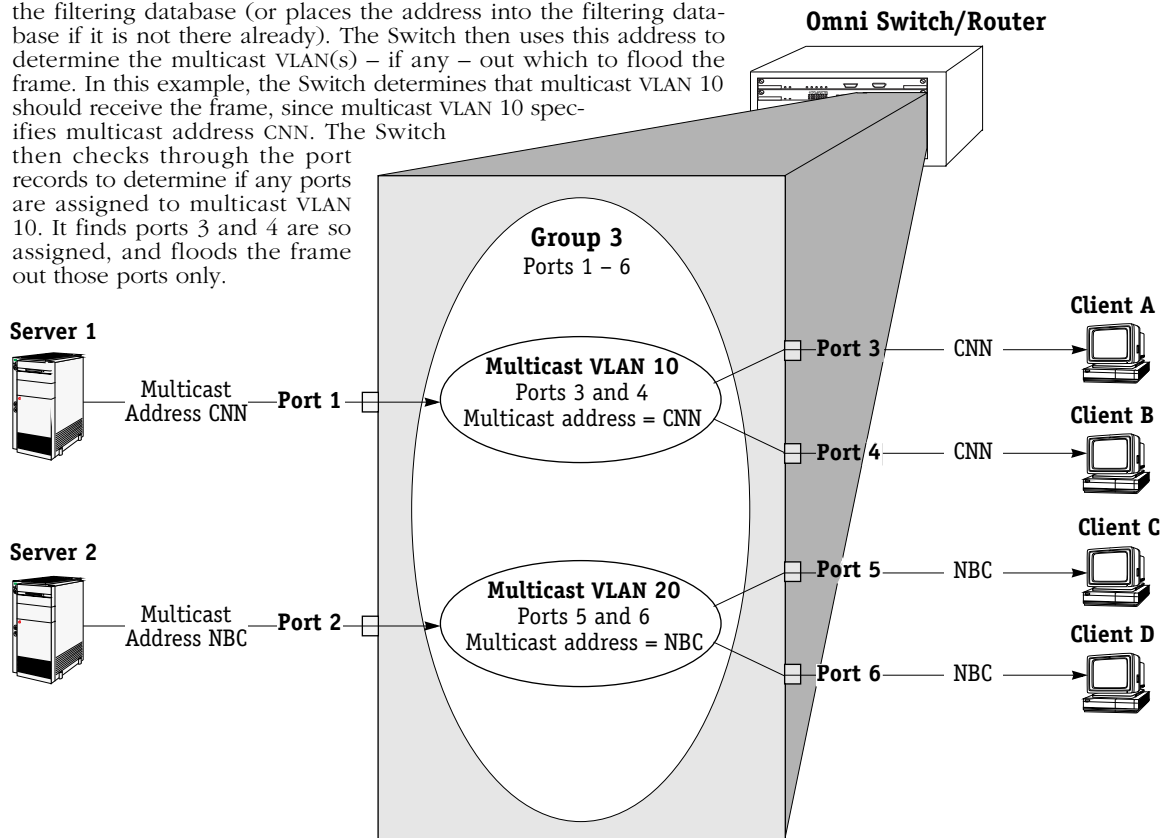 the filtering database (or places the address into the filtering data-
base if it is not there already). The Switch then uses this address to
determine the multicast VLAN(s) – if any – out which to flood the
frame. In this example, the Switch determines that multicast VLAN 10
should receive the frame, since multicast VLAN 10 spec-
ifies multicast address CNN. The Switch
then checks through the port
records to determine if any ports
are assigned to multicast VLAN
10. It finds ports 3 and 4 are so
assigned, and floods the frame
out those ports only.
Omni Switch/Router
Group 3
Ports 1 – 6
Server 1
Multicast
Address CNN
Port 1
Multicast VLAN 10
Ports 3 and 4
Multicast address = CNN
Port 3
CNN
Client A
Port 4
CNN
Client B
Server 2
Multicast
Address NBC
Port 2
Multicast VLAN 20
Ports 5 and 6
Multicast address = NBC
Port 5
NBC
Client C
Port 6
NBC
Client D